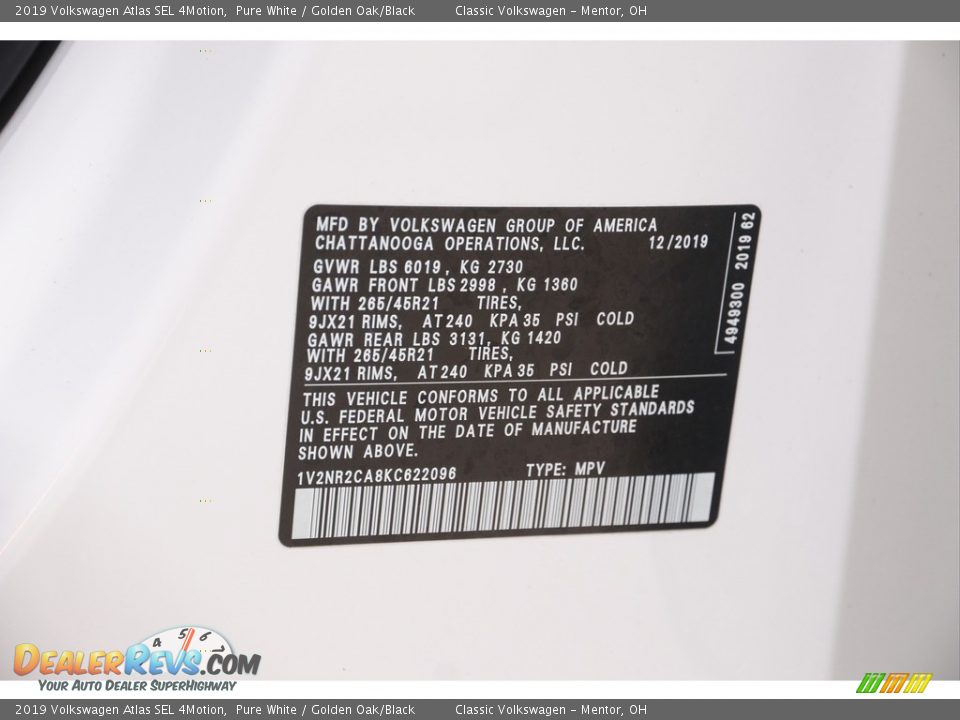 2019 Volkswagen Atlas SEL 4Motion, Pure White / Golden Oak/Black Classic Volkswagen - Mentor, OH
MFD BY VOLKSWAGEN GROUP OF AMERICA
CHATTANOOGA OPERATIONS, LLC. 12/2019
GVWR LBS 6019, KG 2730
GAWR FRONT LBS 2998, KG 1360
WITH 265/45R21 TIRES,
9JX21 RIMS, AT 240 KPA 35 PSI COLD
GAWR REAR LBS 3131, KG 1420
WITH 265/45R21 TIRES,
9JX21 RIMS, AT 240 KPA 35 PSI COLD
4949300 2019 62
THIS VEHICLE CONFORMS TO ALL APPLICABLE
U.S. FEDERAL MOTOR VEHICLE SAFETY STANDARDS
IN EFFECT ON THE DATE OF MANUFACTURE
SHOWN ABOVE.
1V2NR2CA8KC622096 TYPE: MPV
4 5 6 7
DEALERREVS.COM
YOUR AUTO DEALER SUPERHIGHWAY
2019 Volkswagen Atlas SEL 4Motion, Pure White / Golden Oak/Black Classic Volkswagen - Mentor, OH